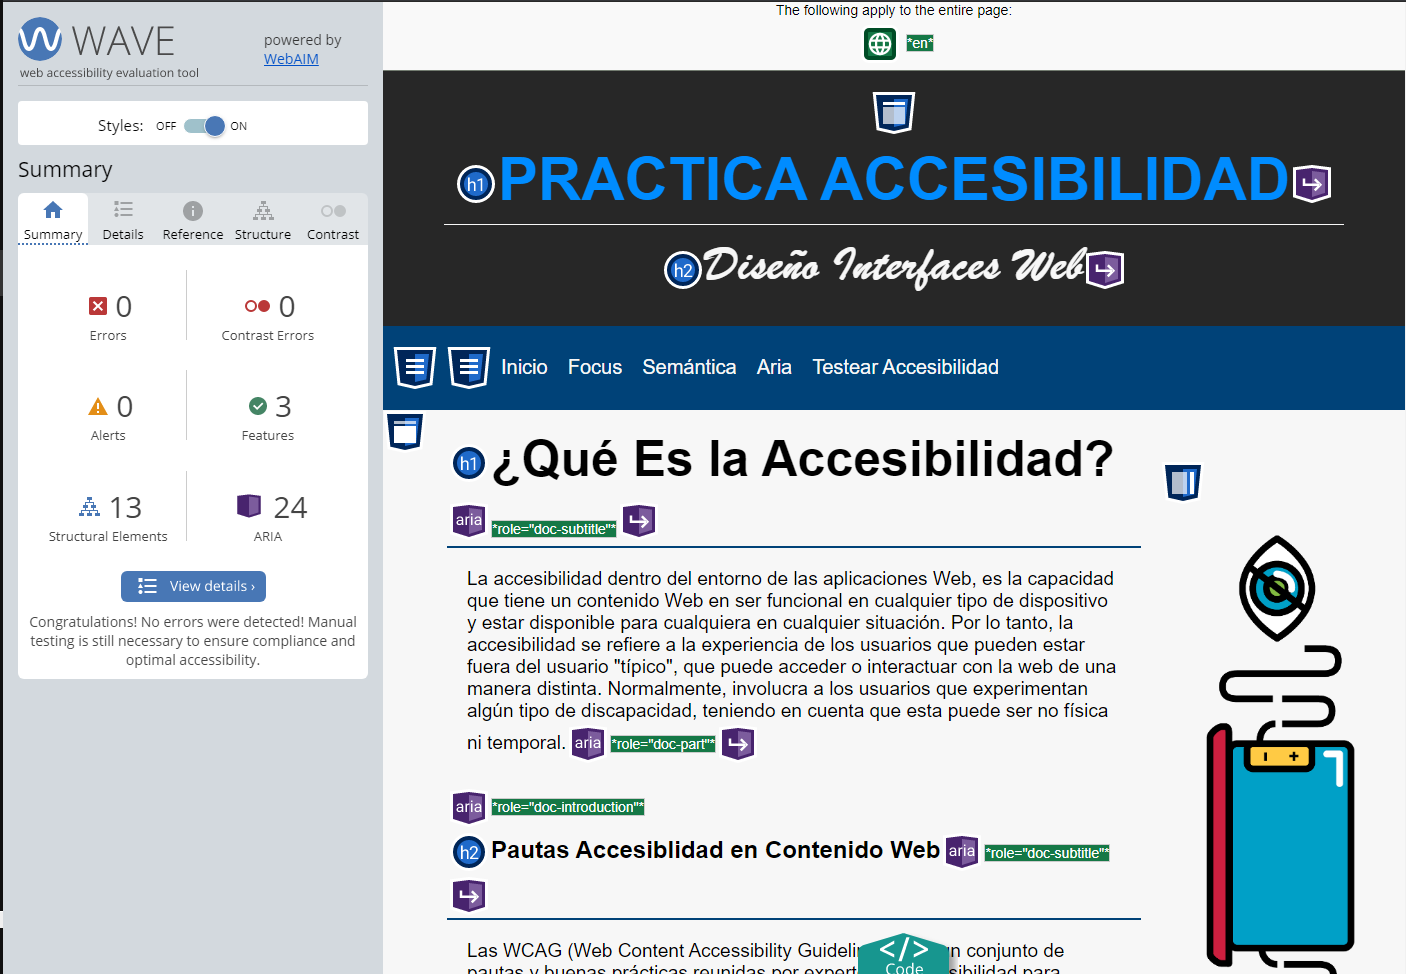 WAVE
web accessibility evaluation tool
powered by
WebAIM
Styles: OFF ON
Summary
Summary Details Reference Structure Contrast
0 Errors
0 Contrast Errors
0 Alerts
3 Features
13 Structural Elements
24 ARIA
View details ›
Congratulations! No errors were detected! Manual
testing is still necessary to ensure compliance and
optimal accessibility.
The following apply to the entire page:
*en*
h1 PRACTICA ACCESIBILIDAD
h2 Diseño Interfaces Web
Inicio Focus Semántica Aria Testear Accesibilidad
h1 ¿Qué Es la Accesibilidad?
aria *role="doc-subtitle"*
La accesibilidad dentro del entorno de las aplicaciones Web, es la capacidad
que tiene un contenido Web en ser funcional en cualquier tipo de dispositivo
y estar disponible para cualquiera en cualquier situación. Por lo tanto, la
accesibilidad se refiere a la experiencia de los usuarios que pueden estar
fuera del usuario "típico", que puede acceder o interactuar con la web de una
manera distinta. Normalmente, involucra a los usuarios que experimentan
algún tipo de discapacidad, teniendo en cuenta que esta puede ser no física
ni temporal. aria *role="doc-part"*
aria *role="doc-introduction"*
h2 Pautas Accesiblidad en Contenido Web aria *role="doc-subtitle"*
Las WCAG (Web Content Accessibility n conjunto de
pautas y buenas prácticas reunidas por para
</> Code